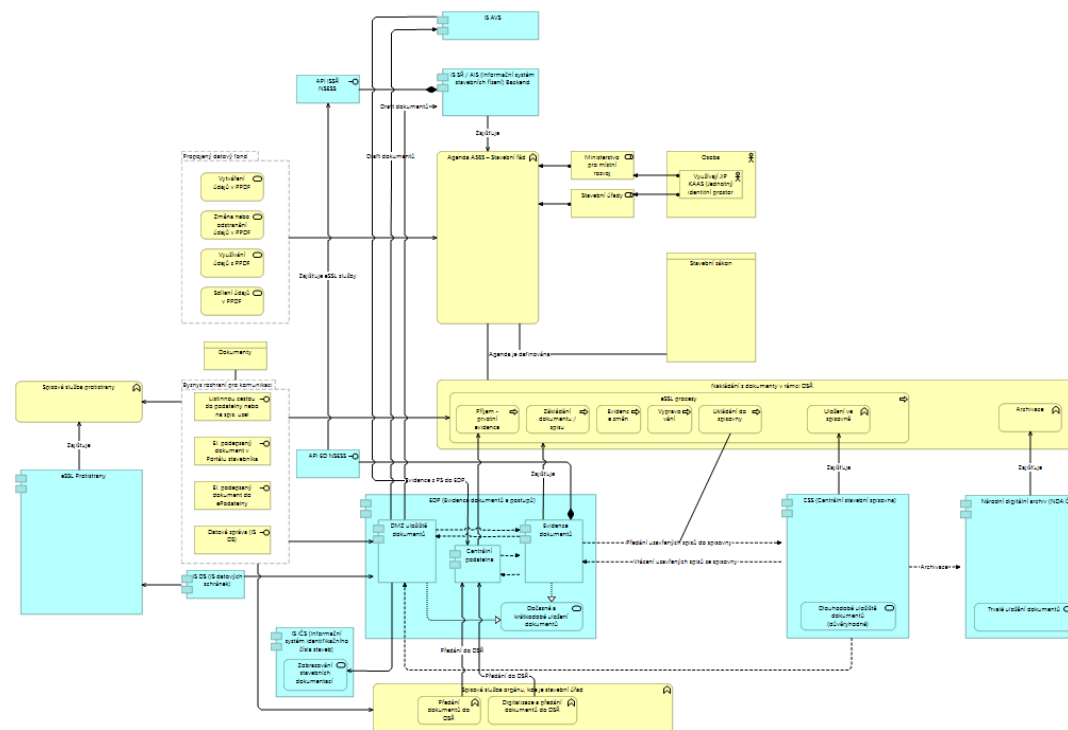 IS AVS
API ISSŘ
NSESS
IS SŘ / AIS (Informační systém
stavebních řízení) Backend
Draft dokumentů
Zajišťuje
Draft dokumentů
Propojený datový fond
Vytváření
údajů v PPDF
Změna nebo
odstranění
údajů v PPDF
Využívání
údajů z PPDF
Sdílení údajů
v PPDF
Agenda A565 – Stavební řád
Ministerstvo
pro místní
rozvoj
Stavební úřady
Osoba
Využívají JIP
KAAS (Jednotný
identitní prostor
Zajišťuje eSSL služby
Stavební zákon
Agenda je definována
Dokumenty
Spisová služba protistrany
Byznys rozhraní pro komunikaci
Listinnou cestou
do podatelny nebo
na spis. uzel
El. podepsaný
dokument v
Portálu stavebníka
El. podepsaný
dokument do
ePodatelny
Datová zpráva (IS
DS)
Nakládání s dokumenty v rámci DSŘ
eSSL procesy
Příjem -
prvotní
evidence
Zakládání
dokumentu /
spisu
Evidenc
e změn
Vypravo
vání
Ukládání do
spisovny
Uložení ve
spisovně
Archivace
Zajišťuje
API ED NSESS
Zajišťuje
Zajišťuje
Zajišťuje
eSSL Protistrany
Evidence z PS do EDP
EDP (Evidence dokumentů a postupů)
DMZ uložiště
dokumentů
Centrální
podatelna
Evidence
dokumentů
Dočasné a
krátkodobé uložení
dokumentů
Předání uzavřených spisů do spisovny
Vrácení uzavřených spisů ze spisovny
CSS (Centrální stavební spisovna)
Dlouhodobé uložiště
dokumentů
(důvěryhodné)
Archivace
Národní digitální archiv (NDA
Trvalé uložení dokumentů
IS DS (IS datových
schránek)
IS IČS (Informační
systém identifikačního
čísla staveb)
Zobrazování
stavebních
dokumentací
Předání do DSŘ
Předání do DSŘ
Spisová služba orgánu, kde je stavební úřad
Předání
dokumentů do
DSŘ
Digitalizace a předání
dokumentů do DSŘ